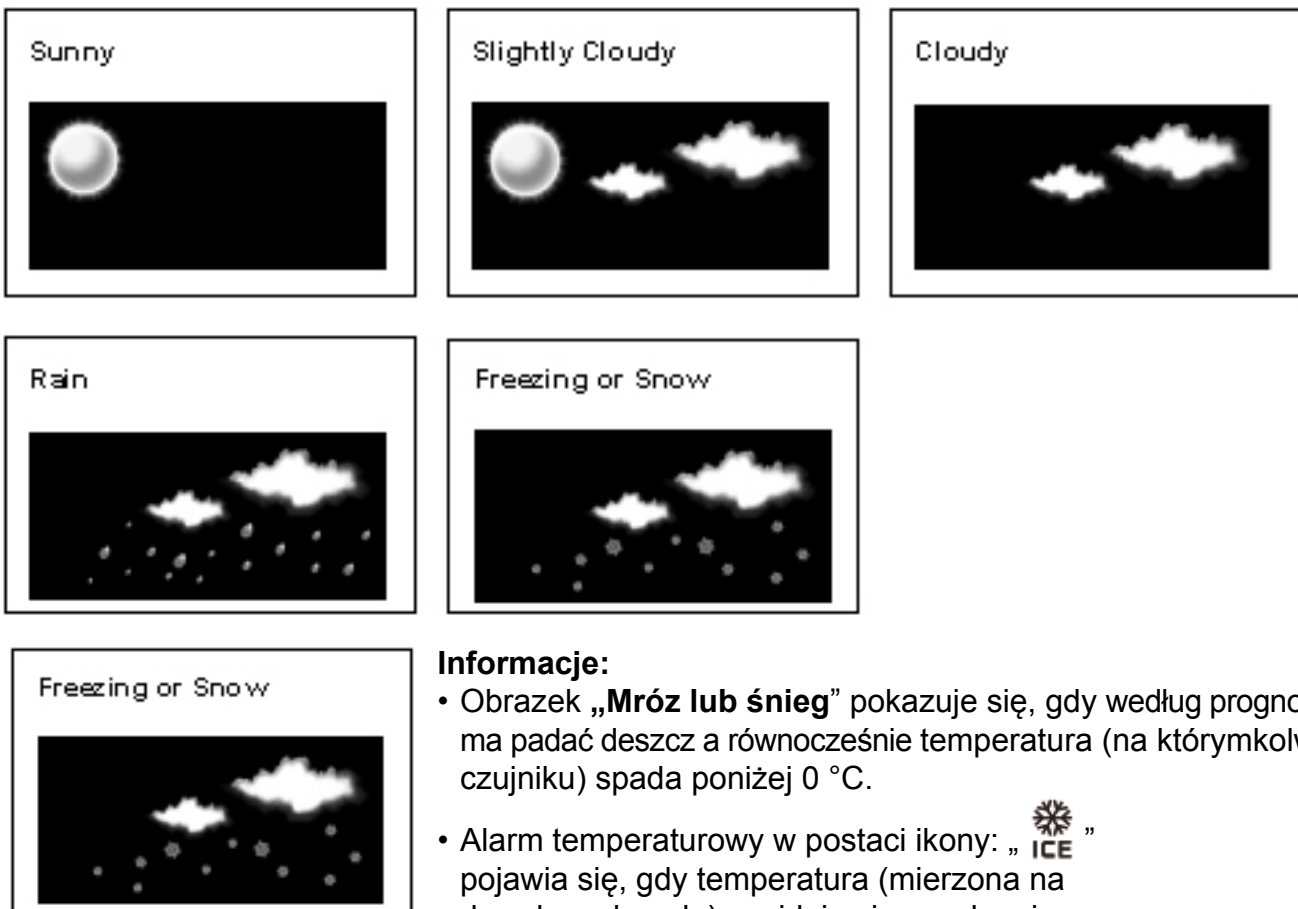 Sunny
Slightly Cloudy
Cloudy
Rain
Freezing or Snow
Freezing or Snow
Informacje:
• Obrazek „Mróz lub śnieg” pokazuje się, gdy według
ma padać deszcz a równocześnie temperatura (na
czujniku) spada poniżej 0 °C.
• Alarm temperaturowy w postaci ikony: „ ICE ”
pojawia się, gdy temperatura (mierzona na